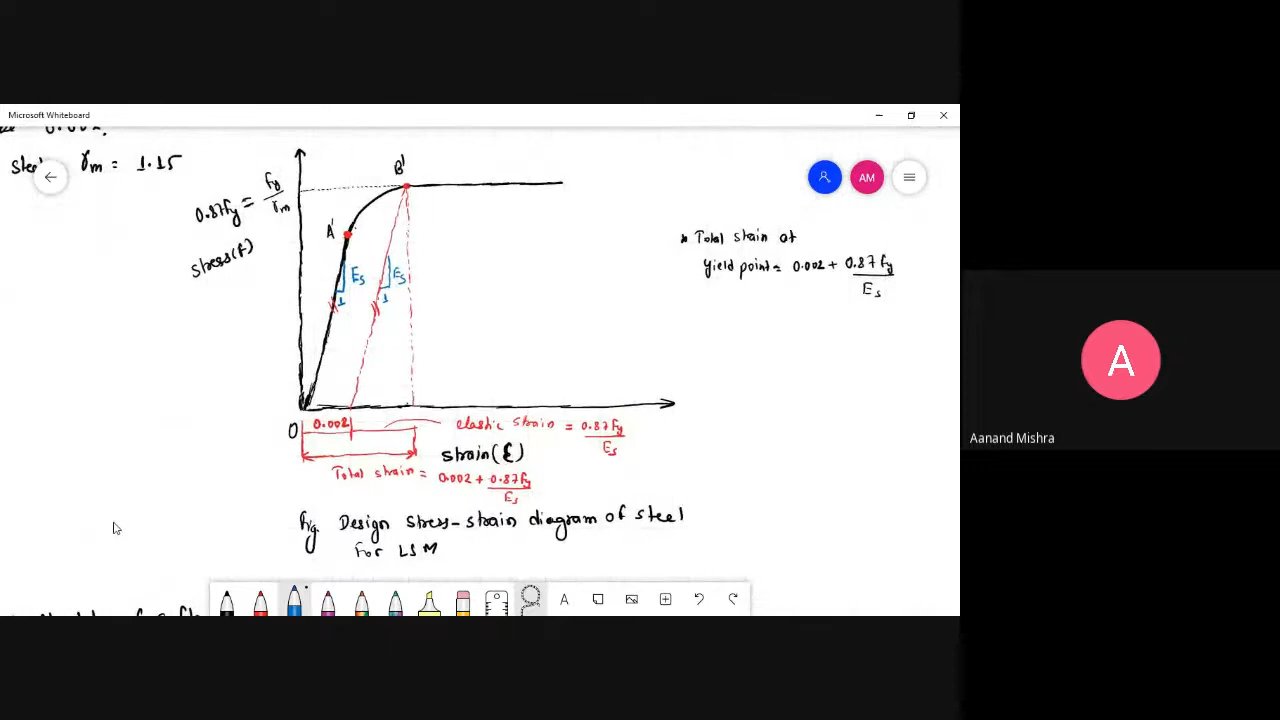 Microsoft Whiteboard
0.002.
γm = 1.15
AM
B'
0.87fy = fy/γm
A'
stress(f)
Es
1
Es
1
* Total strain at
Yield point = 0.002 + 0.87fy/Es
A
Aanand Mishra
O
0.002
elastic strain = 0.87fy/Es
strain(ε)
Total strain = 0.002 + 0.87fy/Es
Fig. Design stress-strain diagram of steel
For LSM
A